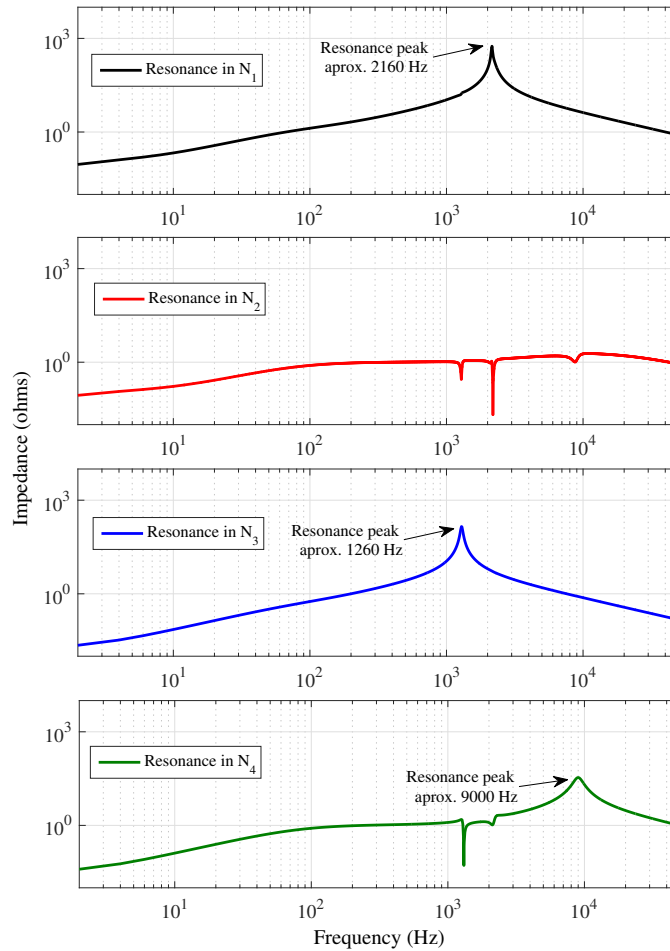 10^3
Resonance peak
aprox. 2160 Hz
Resonance in N_1
10^0
10^1 10^2 10^3 10^4
10^3
Resonance in N_2
10^0
10^1 10^2 10^3 10^4
Impedance (ohms)
10^3
Resonance in N_3
Resonance peak
aprox. 1260 Hz
10^0
10^1 10^2 10^3 10^4
10^3
Resonance in N_4
Resonance peak
aprox. 9000 Hz
10^0
10^1 10^2 10^3 10^4
Frequency (Hz)